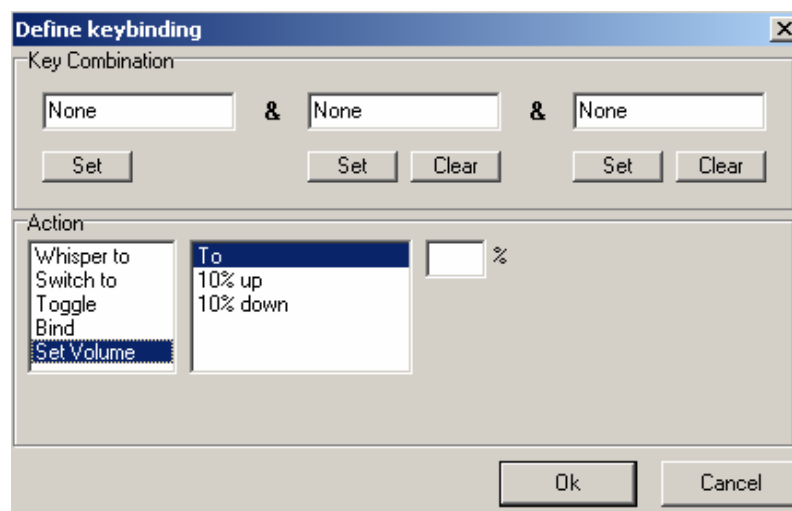 Define keybinding
Key Combination
None & None & None
Set Set Clear Set Clear
Action
Whisper to
Switch to
Toggle
Bind
Set Volume
To
10% up
10% down
%
Ok Cancel